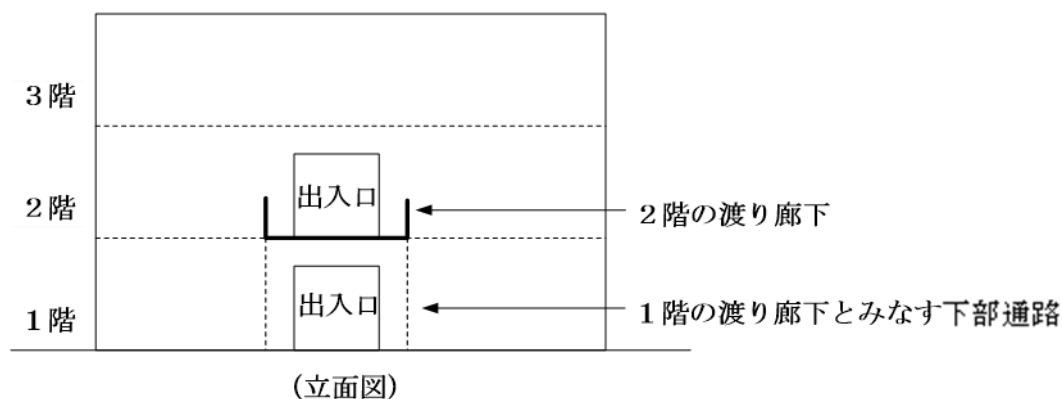 3階
出入口
2階
2階の渡り廊下
出入口
1階
1階の渡り廊下とみなす下部通路
(立面図)